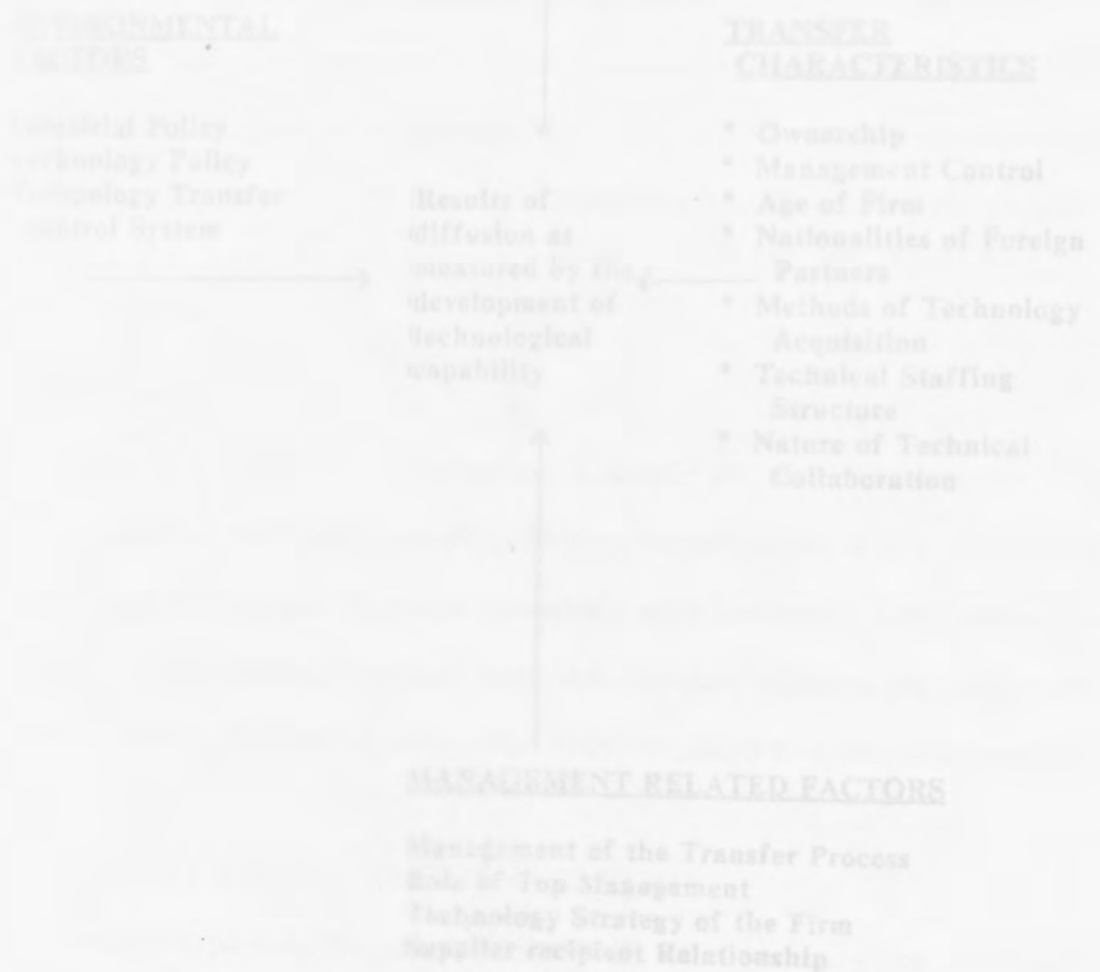 ENVIRONMENTAL
FACTORS
Industrial Policy
Technology Policy
Technology Transfer
control System
Results of
diffusion as
measured by the
development of
technological
capability
TRANSFER
CHARACTERISTICS
* Ownership
* Management Control
* Age of Firm
* Nationalities of Foreign
Partners
* Methods of Technology
Acquisition
* Technical Staffing
Structure
* Nature of Technical
Collaboration
MANAGEMENT RELATED FACTORS
Management of the Transfer Process
Role of Top Management
Technology Strategy of the Firm
Supplier recipient Relationship